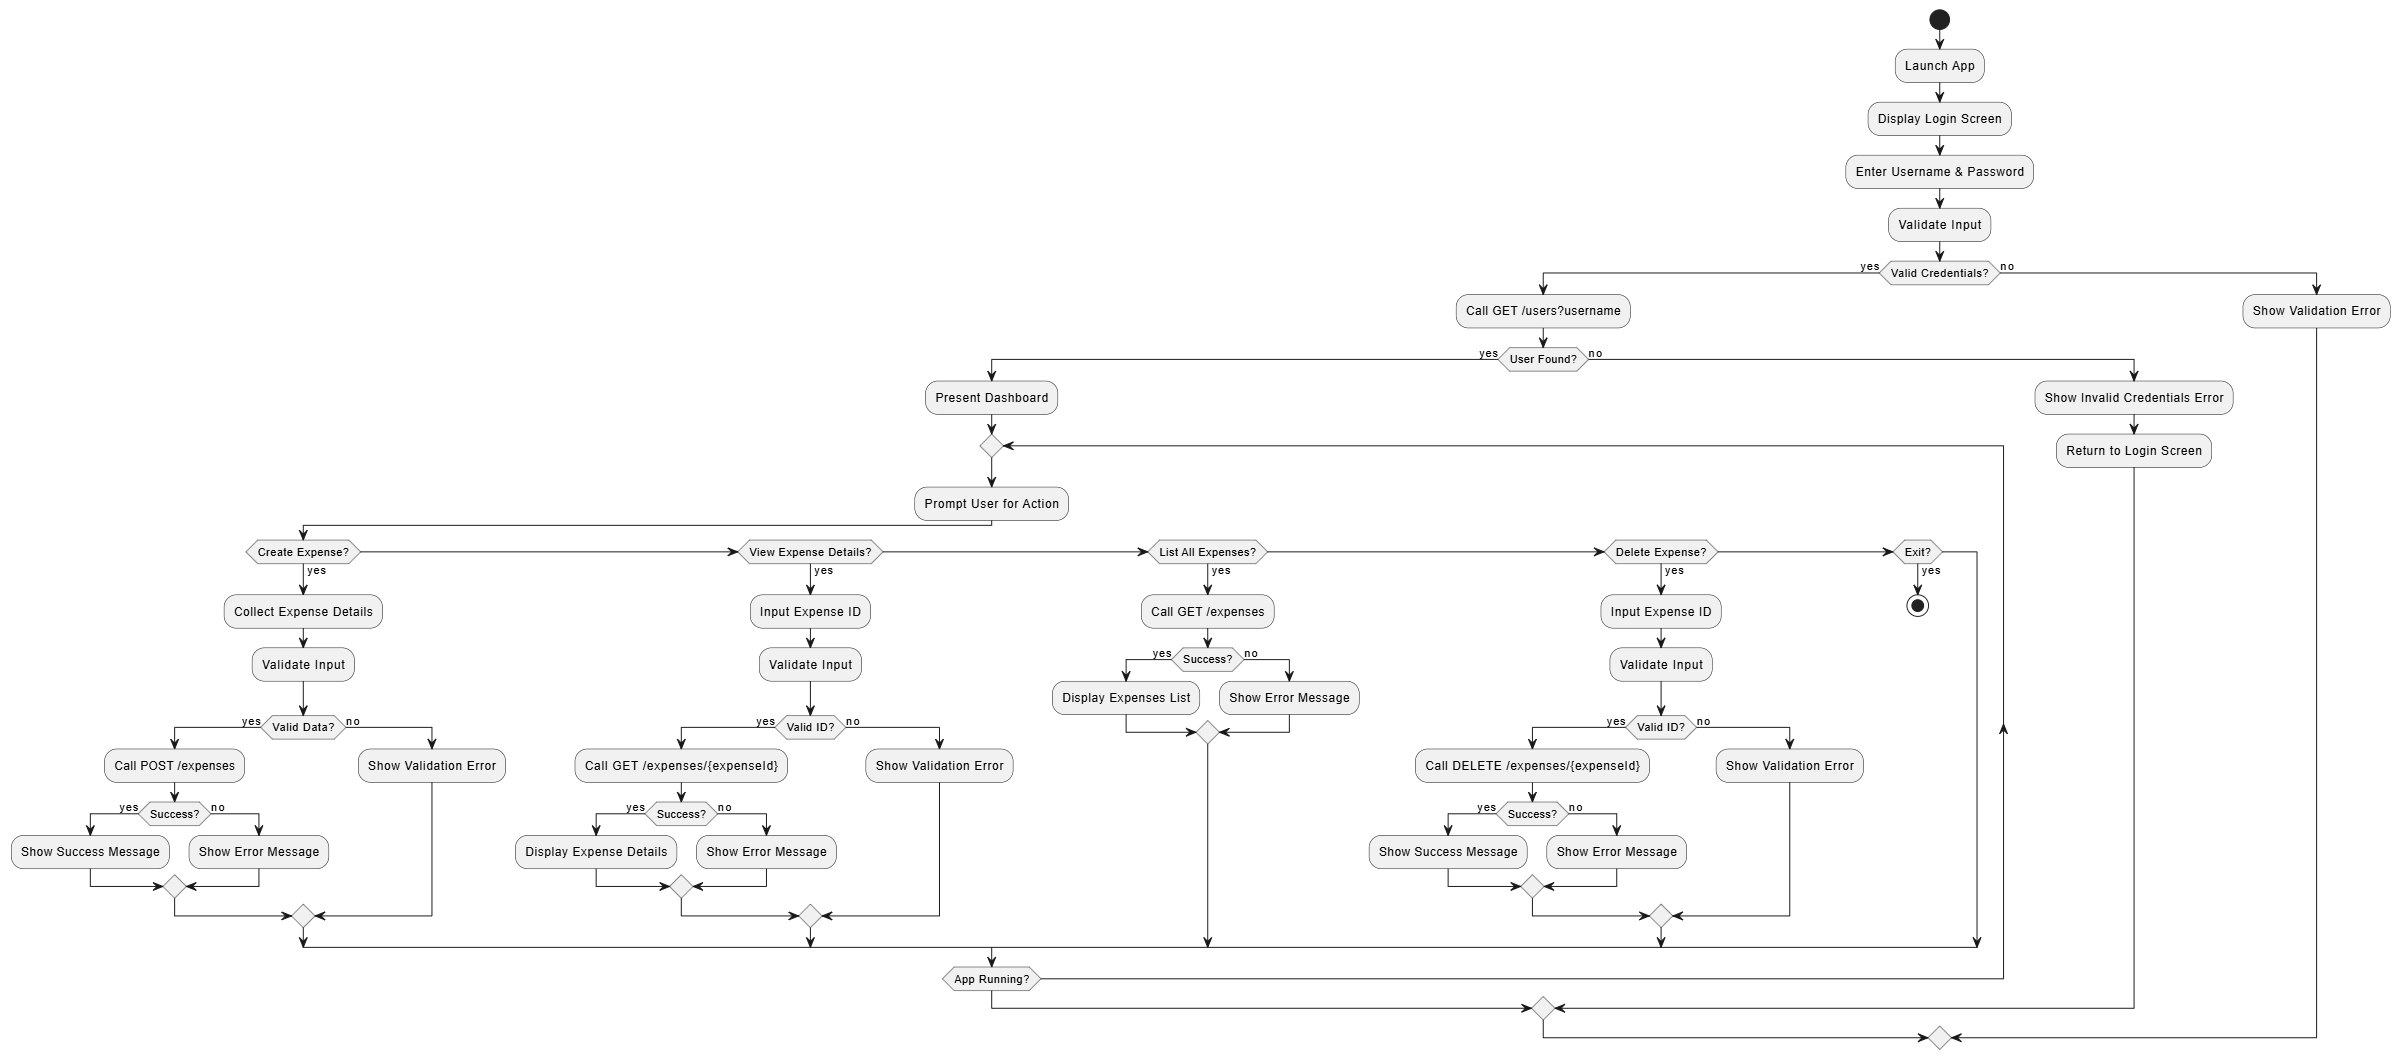 Launch App
Display Login Screen
Enter Username & Password
Validate Input
yes
Valid Credentials?
no
Call GET /users?username
Show Validation Error
yes
User Found?
no
Present Dashboard
Show Invalid Credentials Error
Return to Login Screen
Prompt User for Action
Create Expense?
View Expense Details?
List All Expenses?
Delete Expense?
Exit?
yes
yes
yes
yes
yes
Collect Expense Details
Input Expense ID
Call GET /expenses
Input Expense ID
Validate Input
Validate Input
yes
Success?
no
Validate Input
Display Expenses List
Show Error Message
yes
Valid Data?
no
yes
Valid ID?
no
yes
Valid ID?
no
Call POST /expenses
Show Validation Error
Call GET /expenses/{expenseId}
Show Validation Error
Call DELETE /expenses/{expenseId}
Show Validation Error
yes
Success?
no
yes
Success?
no
yes
Success?
no
Show Success Message
Show Error Message
Display Expense Details
Show Error Message
Show Success Message
Show Error Message
App Running?